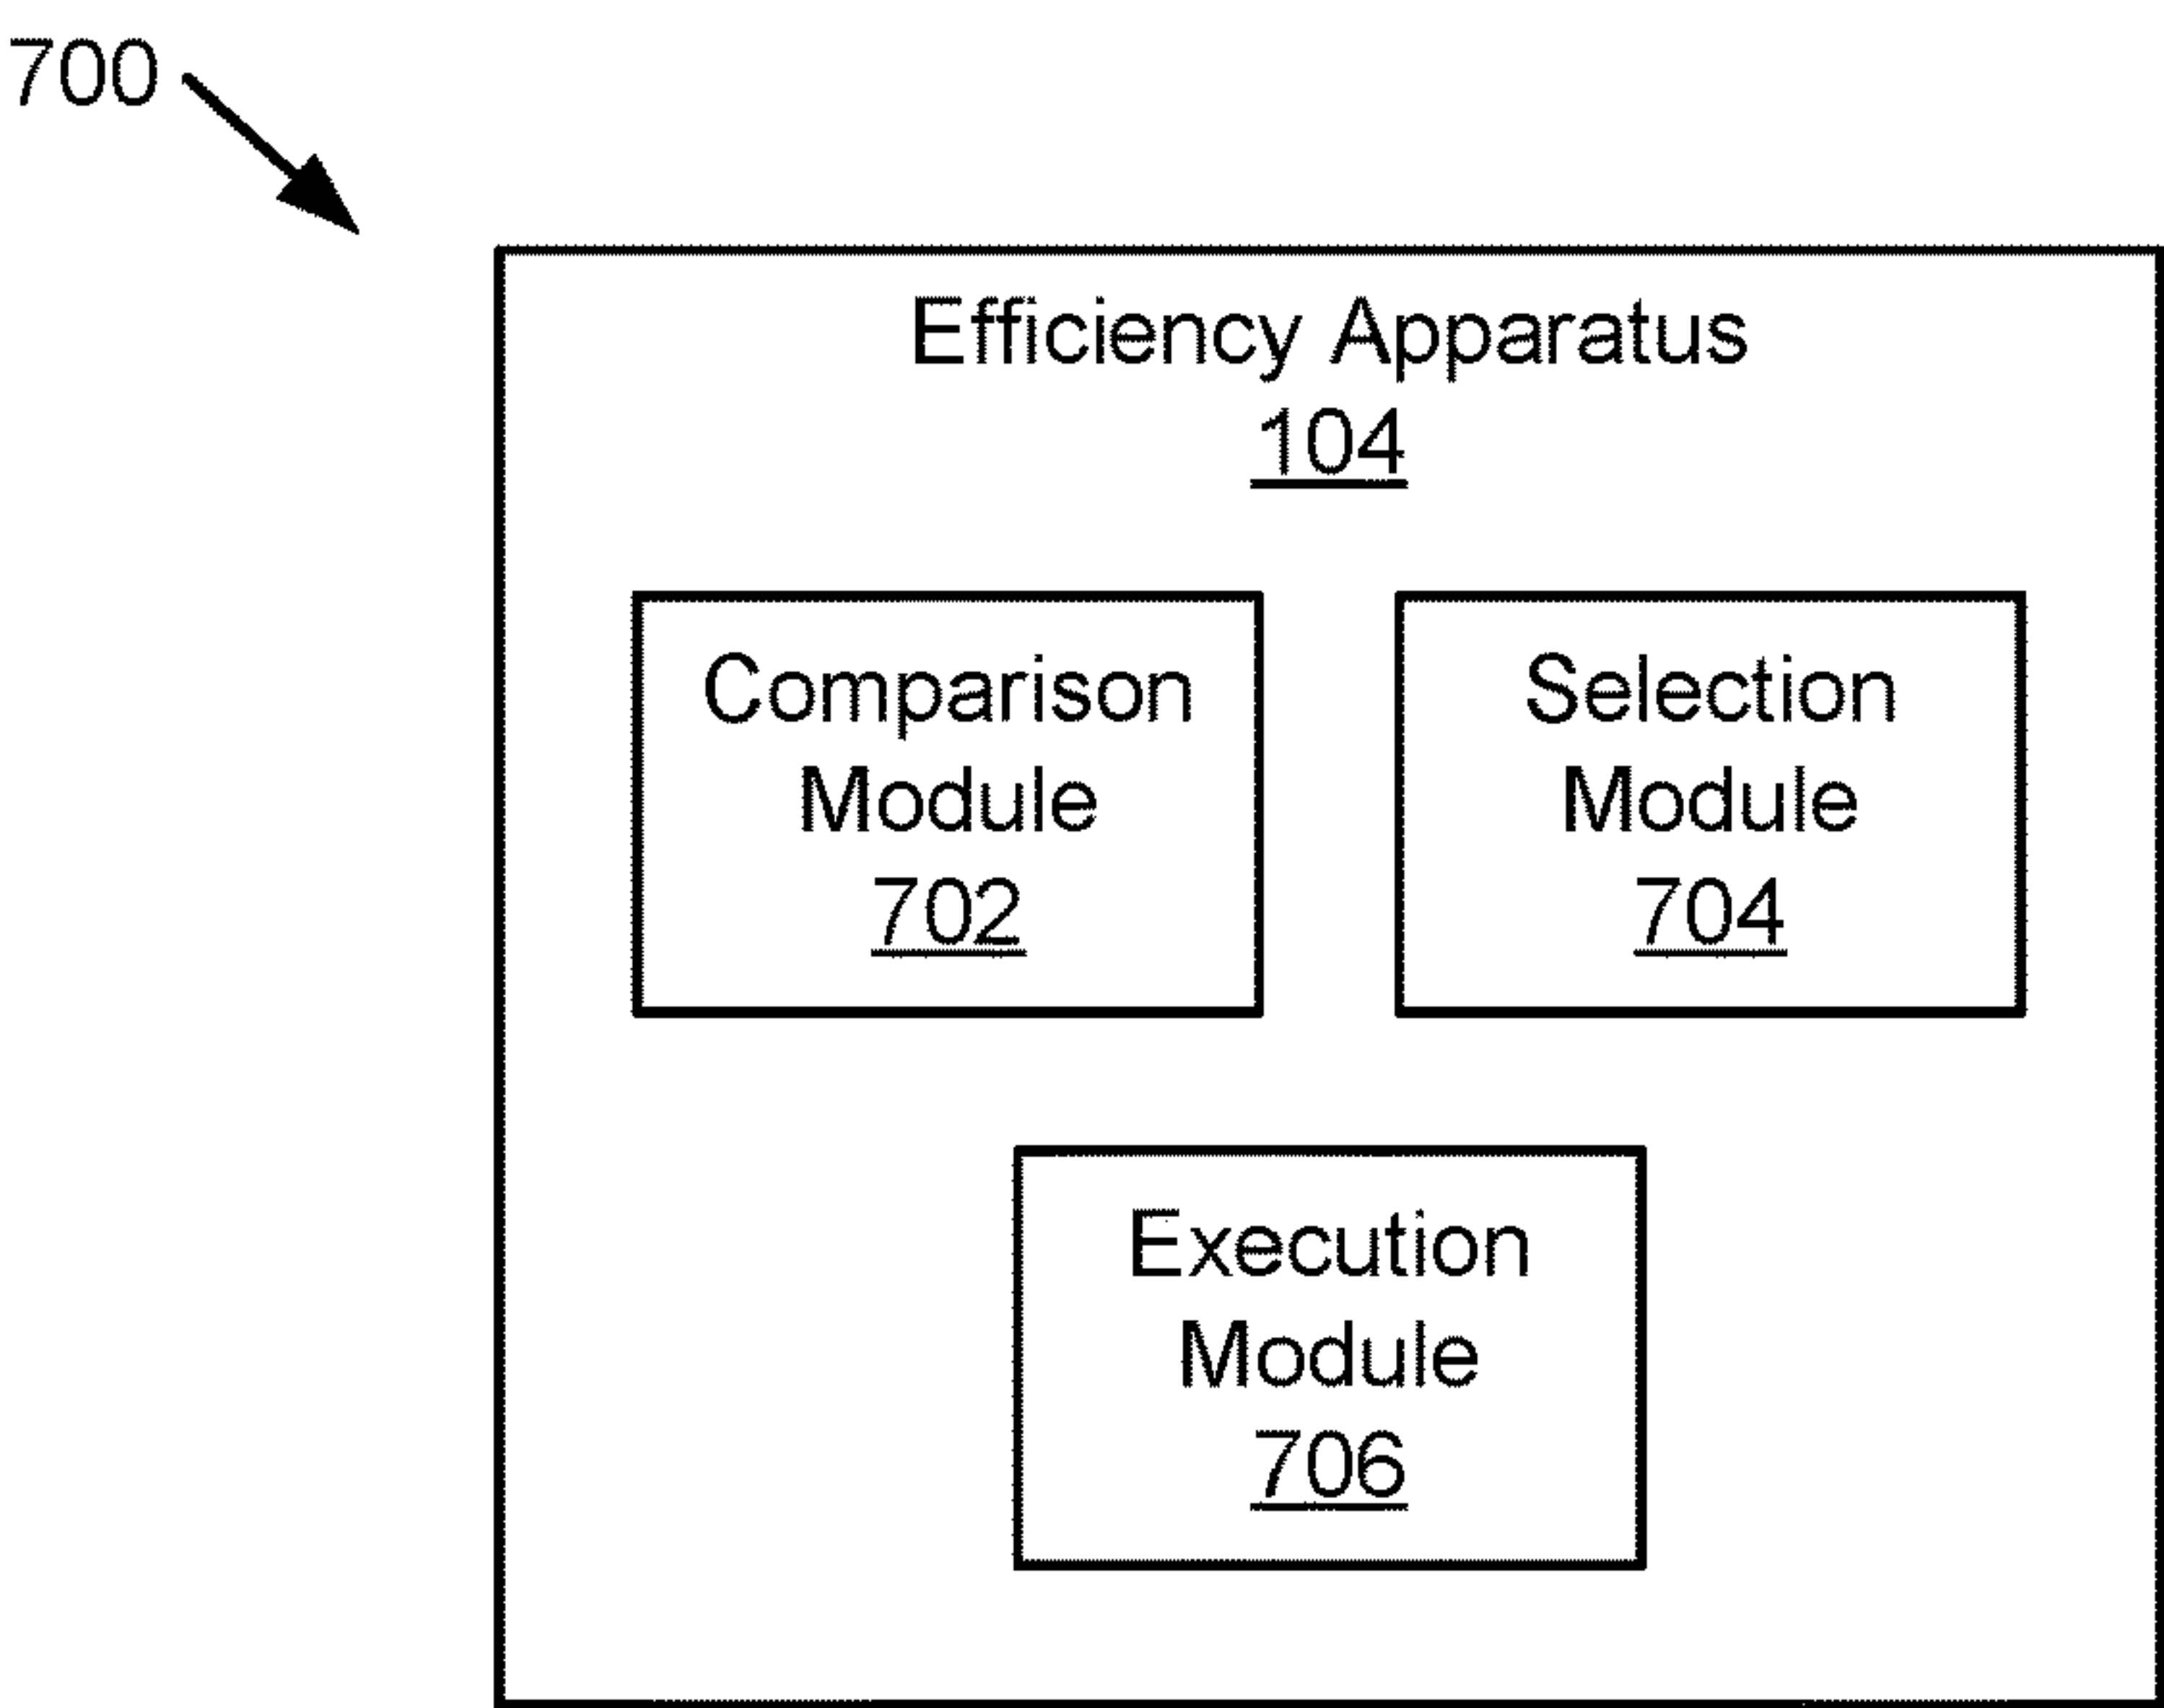 700
Efficiency Apparatus
104
Comparison
Module
702
Selection
Module
704
Execution
Module
706